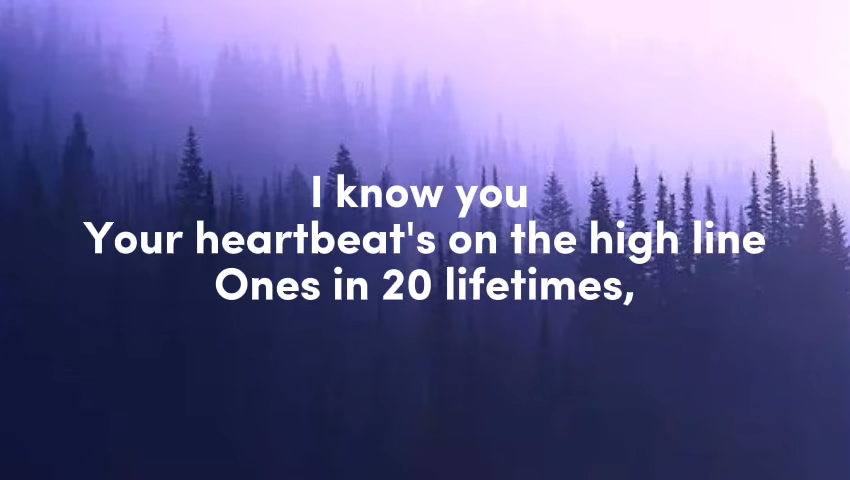 I know you
Your heartbeat's on the high line
Ones in 20 lifetimes,